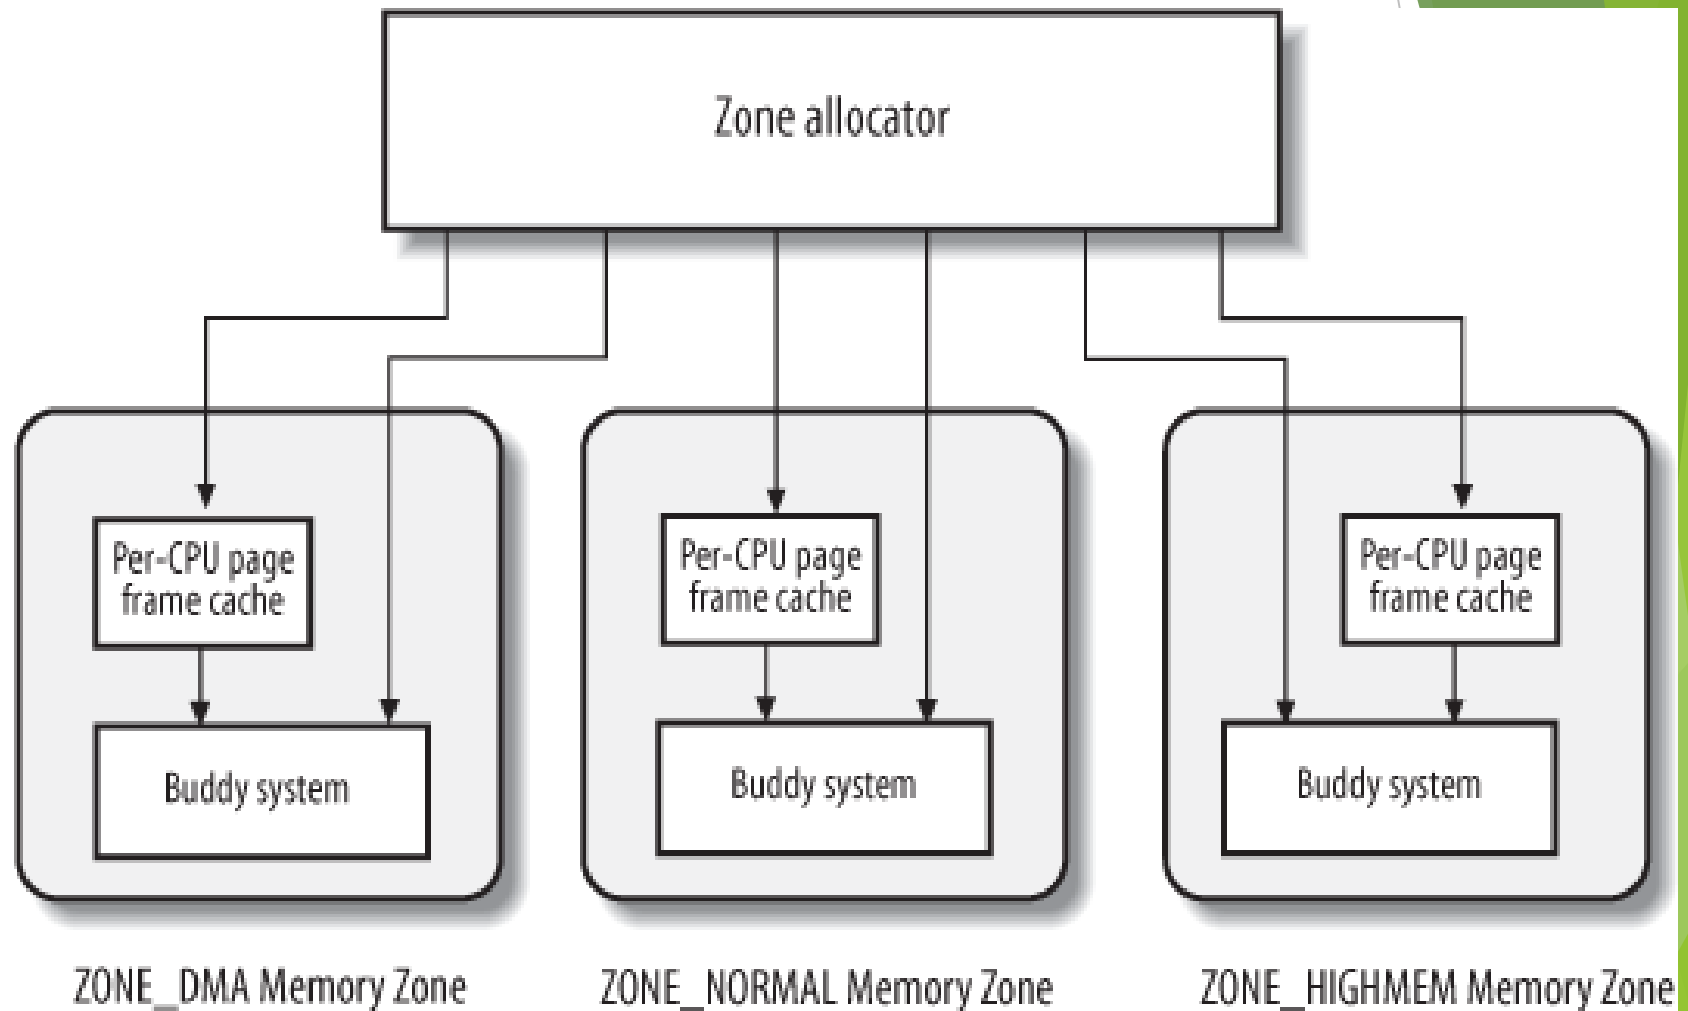 Zone allocator
Per-CPU page
frame cache
Per-CPU page
frame cache
Per-CPU page
frame cache
Buddy system
Buddy system
Buddy system
ZONE_DMA Memory Zone
ZONE_NORMAL Memory Zone
ZONE_HIGHMEM Memory Zone